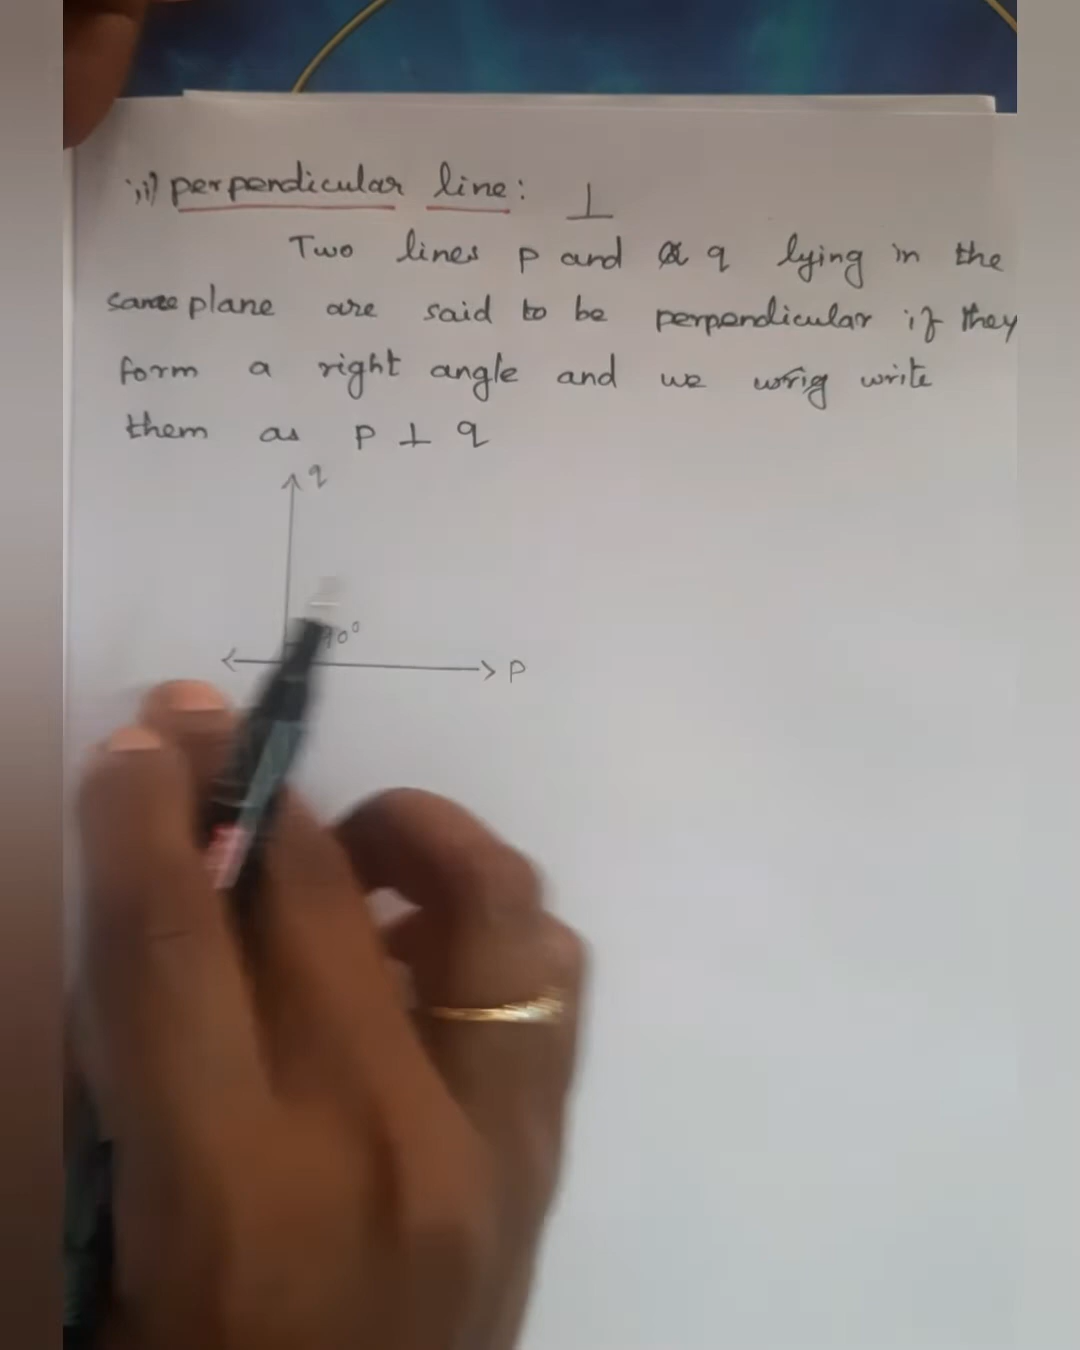 iii) perpendicular line: ⊥
Two lines p and q lying in the
same plane are said to be perpendicular if they
form a right angle and we write
them as p ⊥ q
q
90°
p